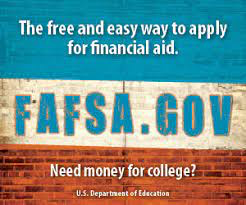 The free and easy way to apply
for financial aid.
FAFSA.GOV
Need money for college?
U.S. Department of Education